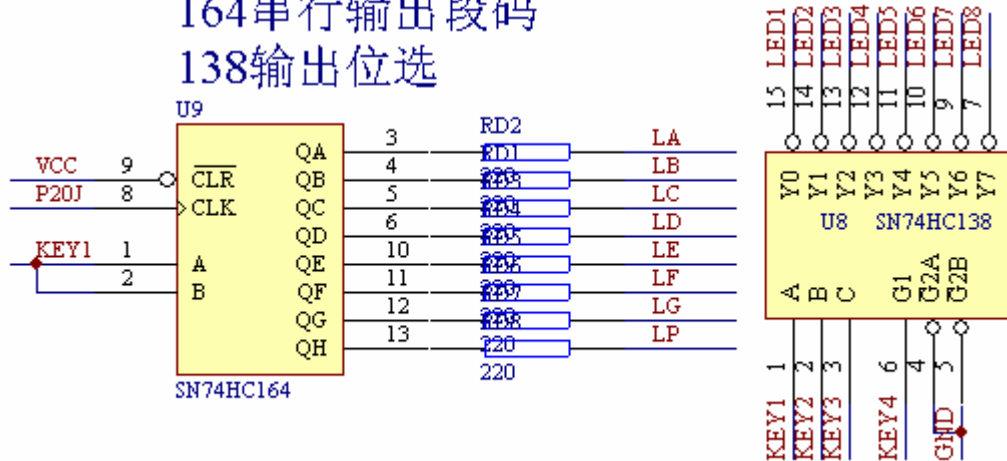 164串行输出段码
138输出位选
U9
VCC 9 CLR QA 3 RD2 LA
P20J 8 CLK QB 4 RD1 LB
QC 5 LC
QD 6 LD
KEY1 1 A QE 10 LE
2 B QF 11 LF
QG 12 LG
QH 13 220 LP
220
SN74HC164
LED1 LED2 LED3 LED4 LED5 LED6 LED7 LED8
15 14 13 12 11 10 9 7
Y0 Y1 Y2 Y3 Y4 Y5 Y6 Y7
U8 SN74HC138
A B C G1 G2A G2B
1 2 3 6 4 5
KEY1 KEY2 KEY3 KEY4 GND